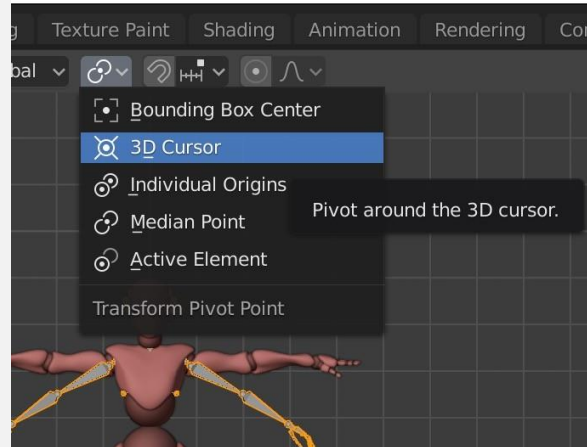 Texture Paint Shading Animation Rendering
Bounding Box Center
3D Cursor
Individual Origins
Pivot around the 3D cursor.
Median Point
Active Element
Transform Pivot Point